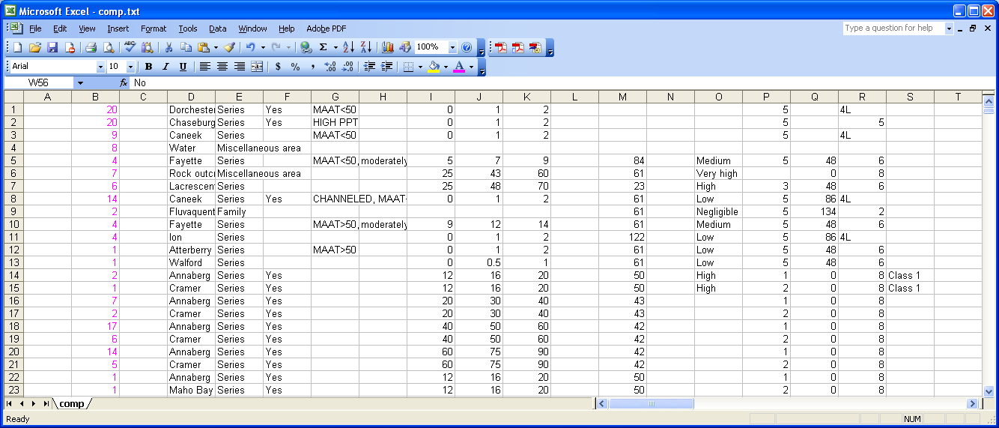 Microsoft Excel - comp.txt
File Edit View Insert Format Tools Data Window Help Adobe PDF Type a question for help
100%
Arial 10 B I U $ % ,
W56 fx No
A B C D E F G H I J K L M N O P Q R S T
1 20 Dorchester Series Yes MAAT<50 0 1 2 5 4L
2 20 Chaseburg Series Yes HIGH PPT 0 1 2 5 5
3 9 Caneek Series MAAT<50 0 1 2 5 4L
4 8 Water Miscellaneous area
5 4 Fayette Series MAAT<50, moderately 5 7 9 84 Medium 5 48 6
6 7 Rock outcr Miscellaneous area 25 43 60 61 Very high 0 8
7 6 Lacrescent Series 25 48 70 23 High 3 48 6
8 14 Caneek Series Yes CHANNELED, MAAT 0 1 2 61 Low 5 86 4L
9 2 Fluvaquent Family 61 Negligible 5 134 2
10 4 Fayette Series MAAT>50, moderately 9 12 14 61 Medium 5 48 6
11 4 Ion Series 0 1 2 122 Low 5 86 4L
12 1 Atterberry Series MAAT>50 0 1 2 61 Low 5 48 6
13 1 Walford Series 0 0.5 1 61 Low 5 48 6
14 2 Annaberg Series Yes 12 16 20 50 High 1 0 8 Class 1
15 1 Cramer Series Yes 12 16 20 50 High 2 0 8 Class 1
16 7 Annaberg Series Yes 20 30 40 43 1 0 8
17 2 Cramer Series Yes 20 30 40 43 2 0 8
18 17 Annaberg Series Yes 40 50 60 42 1 0 8
19 6 Cramer Series Yes 40 50 60 42 2 0 8
20 14 Annaberg Series Yes 60 75 90 42 1 0 8
21 5 Cramer Series Yes 60 75 90 42 2 0 8
22 1 Annaberg Series Yes 12 16 20 50 1 0 8
23 1 Maho Bay Series Yes 12 16 20 50 2 0 8
comp
Ready NUM